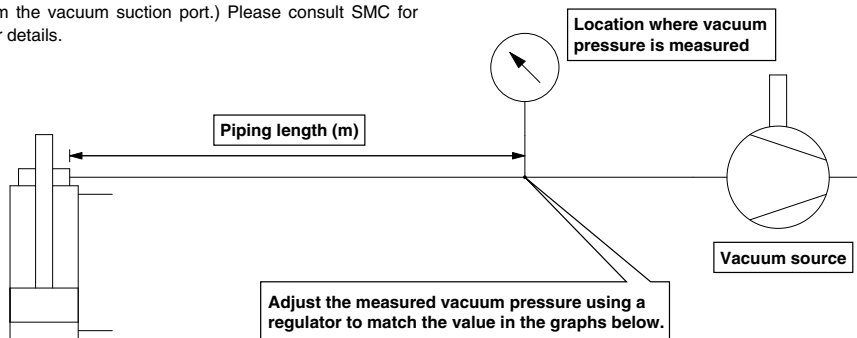 the vacuum suction port.) Please consult SMC for
details.
Location where vacuum
pressure is measured
Piping length (m)
Vacuum source
Adjust the measured vacuum pressure using a
regulator to match the value in the graphs below.